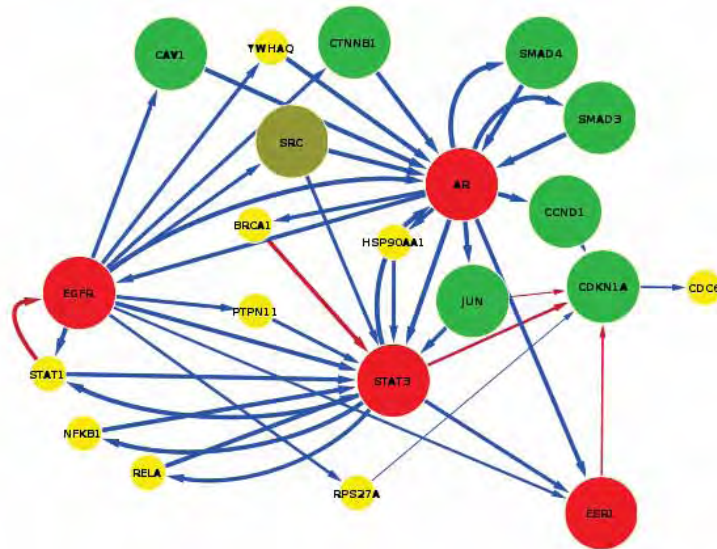 CAV1
YWHAQ
CTNNB1
SMAD4
SMAD3
SRC
AR
BRCA1
HSP90AA1
CCND1
EGFR
PTPN11
JUN
CDKN1A
CDC6
STAT1
STAT3
NFKB1
RELA
RPS27A
ESR1